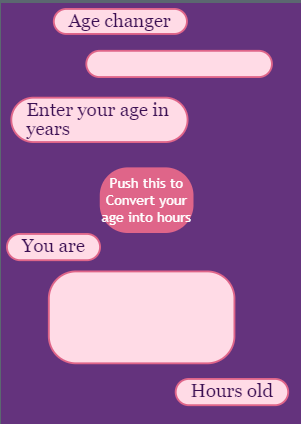 Age changer
Enter your age in
years
Push this to
Convert your
age into hours
You are
Hours old